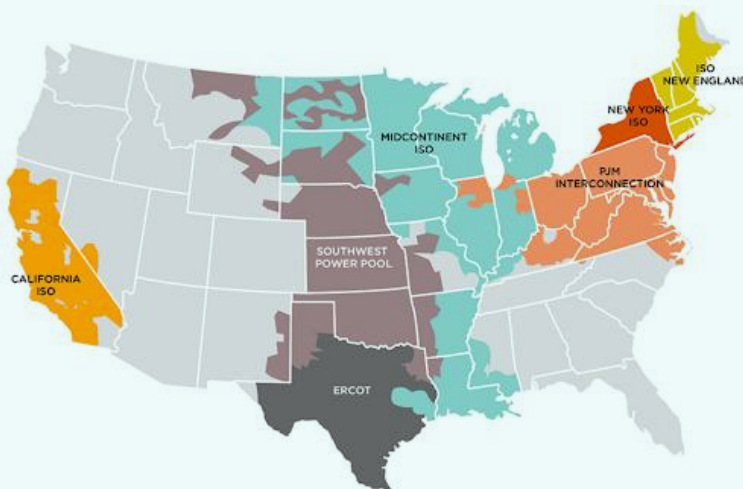 ISO
NEW ENGLAND
NEW YORK
ISO
MIDCONTINENT
ISO
PJM
INTERCONNECTION
SOUTHWEST
POWER POOL
CALIFORNIA
ISO
ERCOT